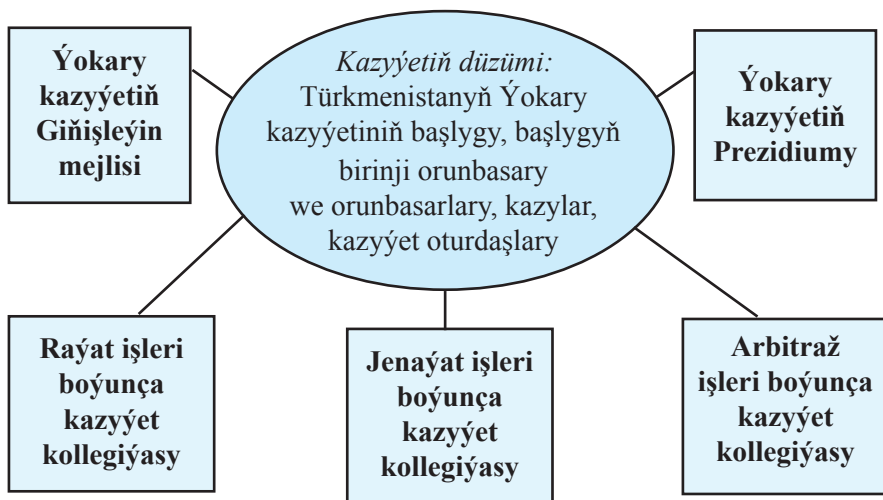 Ýokary
kazyýetiň
Giňişleýin
mejlisi
Kazyýetiň düzümi:
Türkmenistanyň Ýokary
kazyýetiniň başlygy, başlygyň
birinji orunbasary
we orunbasarlary, kazylar,
kazyýet oturdaşlary
Ýokary
kazyýetiň
Prezidiumy
Raýat işleri
boýunça
kazyýet
kollegiýasy
Jenaýat işleri
boýunça
kazyýet
kollegiýasy
Arbitraž
işleri boýunça
kazyýet
kollegiýasy